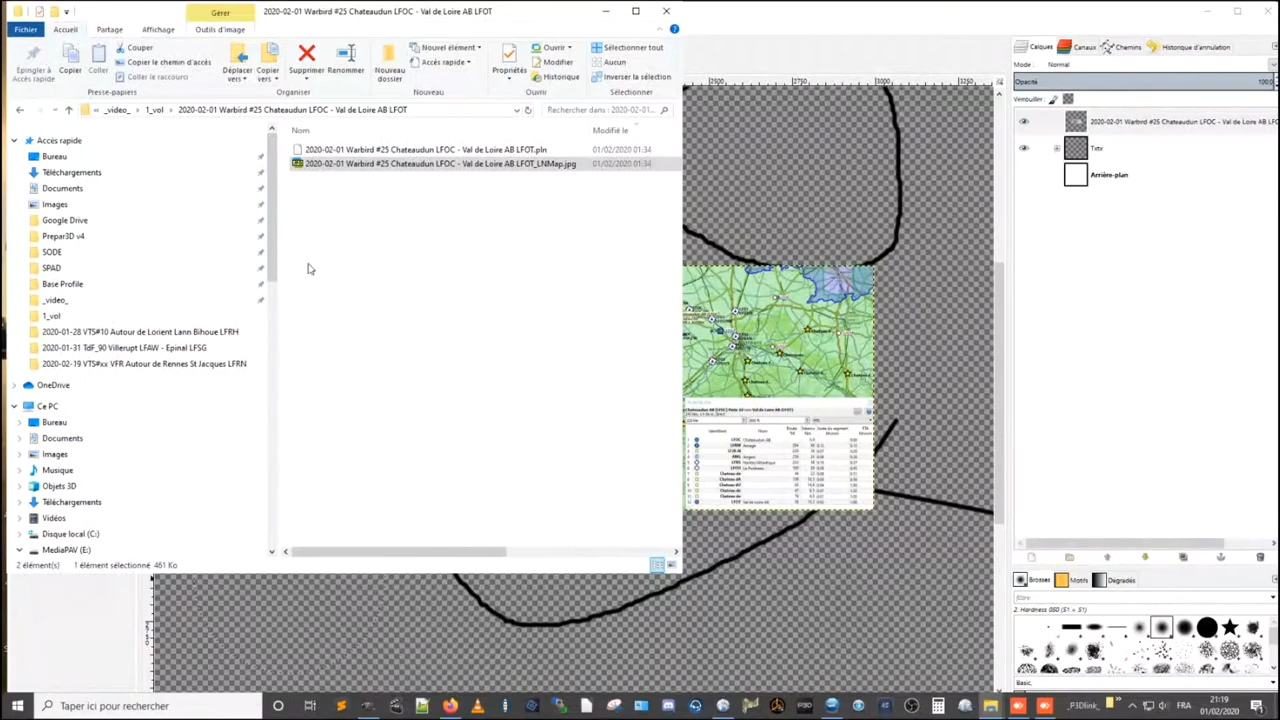 Gérer
2020-02-01 Warbird #25 Chateaudun LFOC - Val de Loire AB LFOT
Fichier
Accueil
Partage
Affichage
Outils d'image
Épingler à
Accès rapide
Copier
Coller
Couper
Copier le chemin d'accès
Coller le raccourci
Presse-papiers
Déplacer
vers
Copier
vers
Supprimer
Renommer
Organiser
Nouveau
dossier
Nouvel élément
Accès rapide
Nouveau
Propriétés
Ouvrir
Modifier
Historique
Ouvrir
Sélectionner tout
Aucun
Inverser la sélection
Sélectionner
« _video_ > 1_vol > 2020-02-01 Warbird #25 Chateaudun LFOC - Val de Loire AB LFOT
Rechercher dans : 2020-02-01...
Accès rapide
Bureau
Téléchargements
Documents
Images
Google Drive
Prepar3D v4
SODE
SPAD
Base Profile
_video_
1_vol
2020-01-28 VTS#10 Autour de Lorient Lann Bihoue LFRH
2020-01-31 TdF_90 Villerupt LFAW - Epinal LFSG
2020-02-19 VTS#xx VFR Autour de Rennes St Jacques LFRN
OneDrive
Ce PC
Bureau
Documents
Images
Musique
Objets 3D
Téléchargements
Vidéos
Disque local (C:)
MediaPAV (E:)
Nom
Modifié le
2020-02-01 Warbird #25 Chateaudun LFOC - Val de Loire AB LFOT.pln
01/02/2020 01:34
2020-02-01 Warbird #25 Chateaudun LFOC - Val de Loire AB LFOT_LNMap.jpg
01/02/2020 01:34
2 élément(s)
1 élément sélectionné 461 Ko
2500
2750
3000
3250
Calques
Canaux
Chemins
Historique d'annulation
Mode :
Normal
Opacité
100,0
Verrouiller :
2020-02-01 Warbird #25 Chateaudun LFOC - Val de Loire AB LF
Arrière-plan
Brosses
Motifs
Dégradés
filtre
2. Hardness 050 (51 × 51)
Basic,
Taper ici pour rechercher
_P3Dlink_
FRA
21:19
01/02/2020